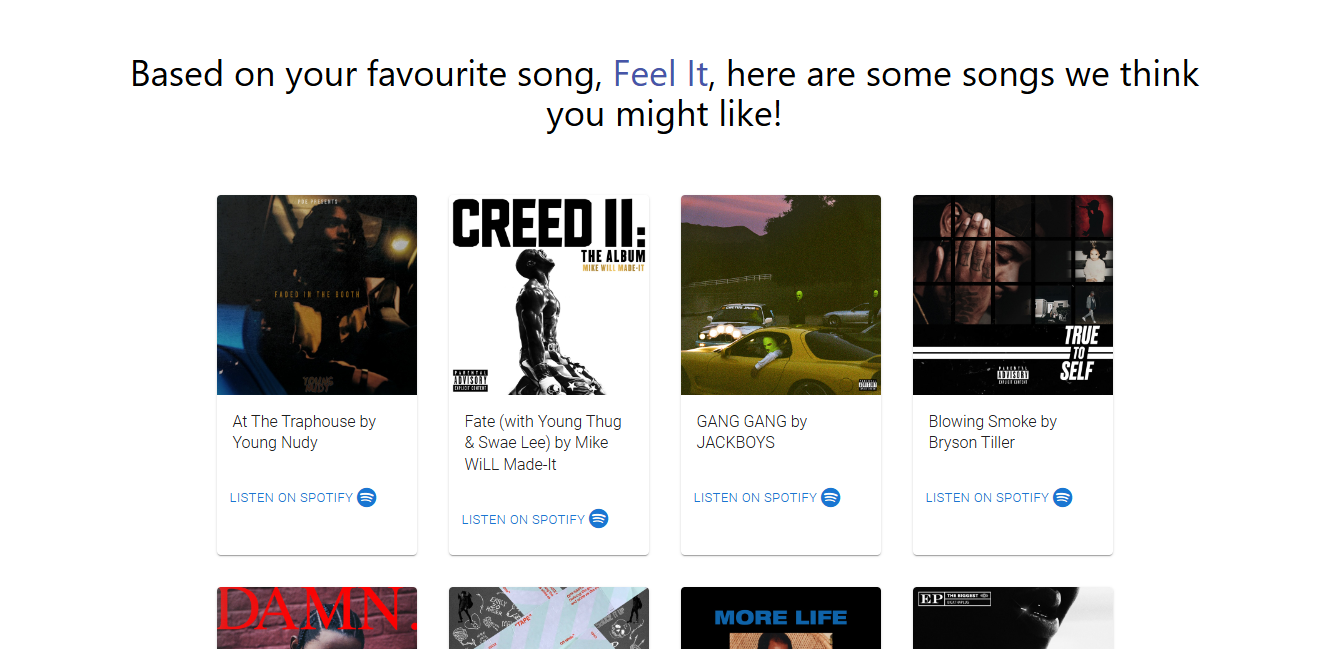 Based on your favourite song, Feel It, here are some songs we think
you might like!
FADED IN THE BOOTH
CREED II:
THE ALBUM
MIKE WILL MADE-IT
PARENTAL
ADVISORY
EXPLICIT CONTENT
TRUE
TO
SELF
PARENTAL
ADVISORY
EXPLICIT CONTENT
At The Traphouse by
Young Nudy
LISTEN ON SPOTIFY
Fate (with Young Thug
& Swae Lee) by Mike
WiLL Made-It
LISTEN ON SPOTIFY
GANG GANG by
JACKBOYS
LISTEN ON SPOTIFY
Blowing Smoke by
Bryson Tiller
LISTEN ON SPOTIFY
DAMN.
MORE LIFE
EP
THE BIGGEST